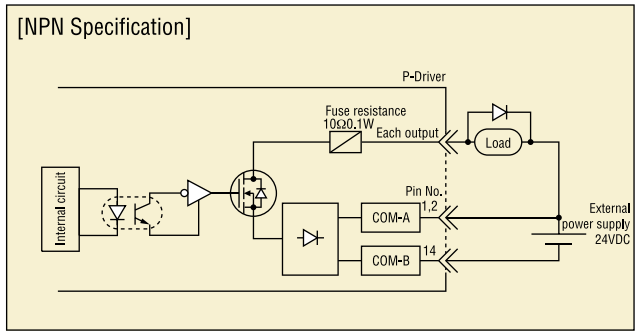 [NPN Specification]
P-Driver
Fuse resistance
10Ω0.1W
Each output
Load
Internal circuit
Pin No.
COM-A
1,2
External
power supply
24VDC
COM-B
14